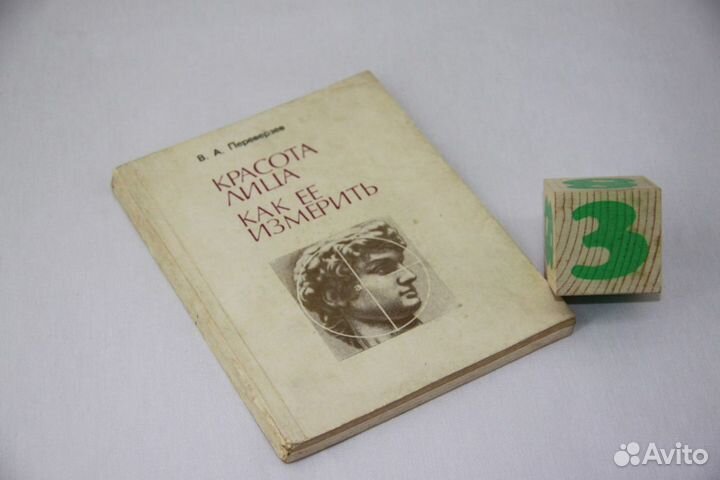 В. А. Переверзев
КРАСОТА
ЛИЦА
КАК ЕЕ
ИЗМЕРИТЬ
3
Avito